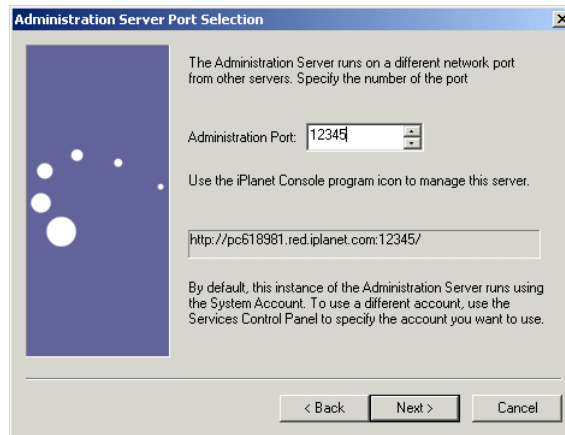 Administration Server Port Selection
The Administration Server runs on a different network port
from other servers. Specify the number of the port
Administration Port: 12345
Use the iPlanet Console program icon to manage this server.
http://pc618981.red.iplanet.com:12345/
By default, this instance of the Administration Server runs using
the System Account. To use a different account, use the
Services Control Panel to specify the account you want to use.
< Back Next > Cancel